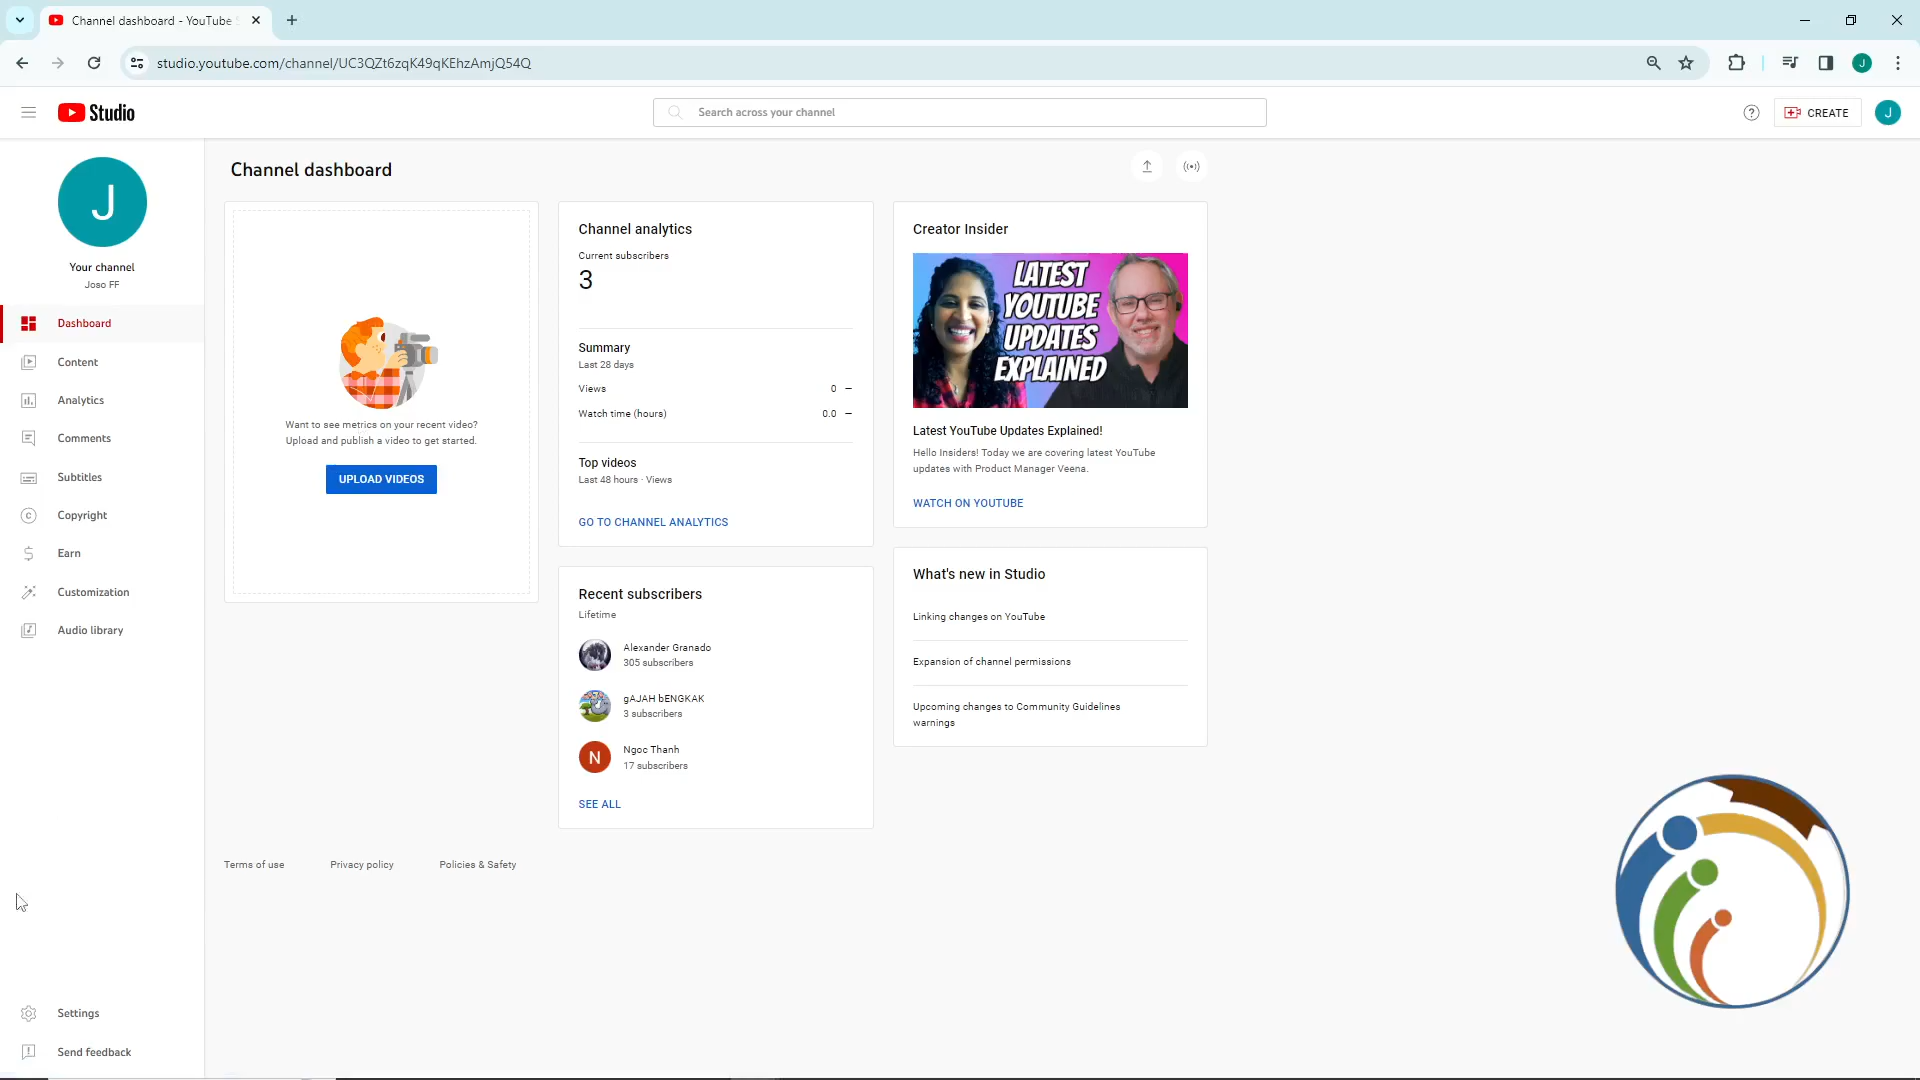 Channel dashboard - YouTube S
studio.youtube.com/channel/UC3QZt6zqK49qKEhzAmjQ54Q
J
Studio
Search across your channel
CREATE
J
J
Your channel
Joso FF
Dashboard
Content
Analytics
Comments
Subtitles
Copyright
Earn
Customization
Audio library
Settings
Send feedback
Channel dashboard
Want to see metrics on your recent video?
Upload and publish a video to get started.
UPLOAD VIDEOS
Channel analytics
Current subscribers
3
Summary
Last 28 days
Views 0 —
Watch time (hours) 0.0 —
Top videos
Last 48 hours · Views
GO TO CHANNEL ANALYTICS
Recent subscribers
Lifetime
Alexander Granado
305 subscribers
gAJAH bENGKAK
3 subscribers
N
Ngoc Thanh
17 subscribers
SEE ALL
Creator Insider
LATEST
YOUTUBE
UPDATES
EXPLAINED
Latest YouTube Updates Explained!
Hello Insiders! Today we are covering latest YouTube
updates with Product Manager Veena.
WATCH ON YOUTUBE
What's new in Studio
Linking changes on YouTube
Expansion of channel permissions
Upcoming changes to Community Guidelines
warnings
Terms of use
Privacy policy
Policies & Safety